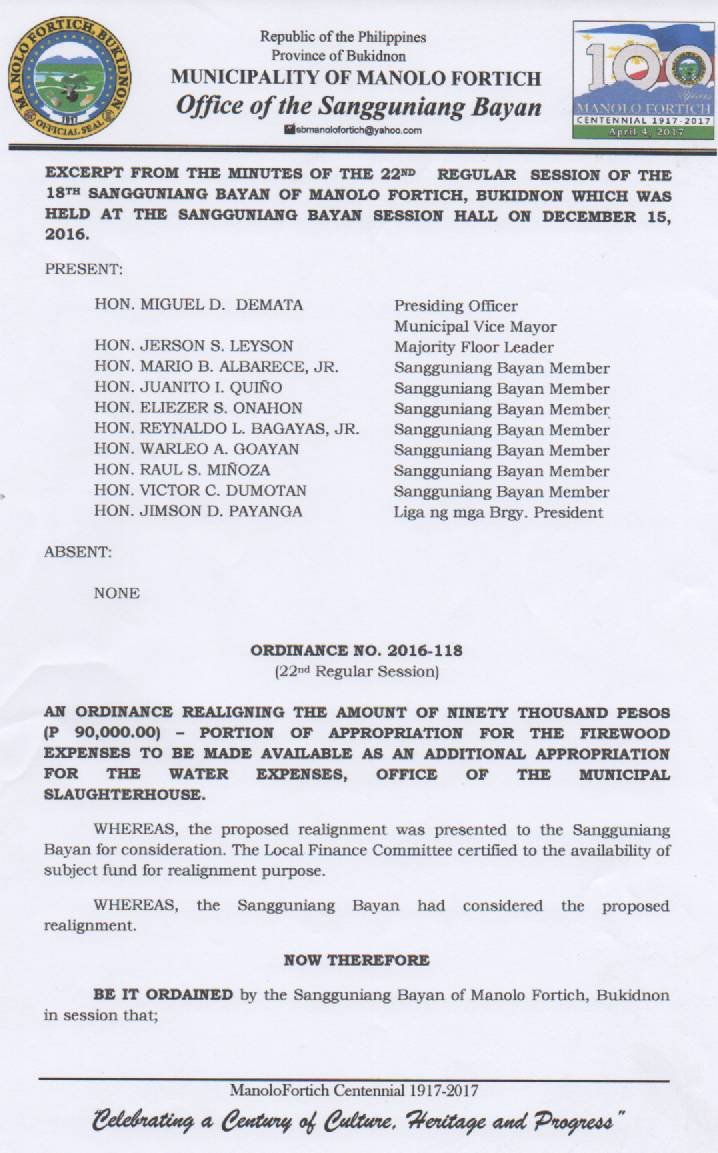 MANOLO FORTICH, BUKIDNON
1917
OFFICIAL SEAL
Republic of the Philippines
Province of Bukidnon
MUNICIPALITY OF MANOLO FORTICH
Office of the Sangguniang Bayan
sbmanolofortich@yahoo.com
100
Years
MANOLO FORTICH
CENTENNIAL 1917-2017
April 4, 2017
EXCERPT FROM THE MINUTES OF THE 22ND REGULAR SESSION OF THE
18TH SANGGUNIANG BAYAN OF MANOLO FORTICH, BUKIDNON WHICH WAS
HELD AT THE SANGGUNIANG BAYAN SESSION HALL ON DECEMBER 15,
2016.
PRESENT:
HON. MIGUEL D. DEMATA Presiding Officer
Municipal Vice Mayor
HON. JERSON S. LEYSON Majority Floor Leader
HON. MARIO B. ALBARECE, JR. Sangguniang Bayan Member
HON. JUANITO I. QUIÑO Sangguniang Bayan Member
HON. ELIEZER S. ONAHON Sangguniang Bayan Member
HON. REYNALDO L. BAGAYAS, JR. Sangguniang Bayan Member
HON. WARLEO A. GOAYAN Sangguniang Bayan Member
HON. RAUL S. MIÑOZA Sangguniang Bayan Member
HON. VICTOR C. DUMOTAN Sangguniang Bayan Member
HON. JIMSON D. PAYANGA Liga ng mga Brgy. President
ABSENT:
NONE
ORDINANCE NO. 2016-118
(22nd Regular Session)
AN ORDINANCE REALIGNING THE AMOUNT OF NINETY THOUSAND PESOS
(P 90,000.00) – PORTION OF APPROPRIATION FOR THE FIREWOOD
EXPENSES TO BE MADE AVAILABLE AS AN ADDITIONAL APPROPRIATION
FOR THE WATER EXPENSES, OFFICE OF THE MUNICIPAL
SLAUGHTERHOUSE.
WHEREAS, the proposed realignment was presented to the Sangguniang
Bayan for consideration. The Local Finance Committee certified to the availability of
subject fund for realignment purpose.
WHEREAS, the Sangguniang Bayan had considered the proposed
realignment.
NOW THEREFORE
BE IT ORDAINED by the Sangguniang Bayan of Manolo Fortich, Bukidnon
in session that;
ManoloFortich Centennial 1917-2017
"Celebrating a Century of Culture, Heritage and Progress"